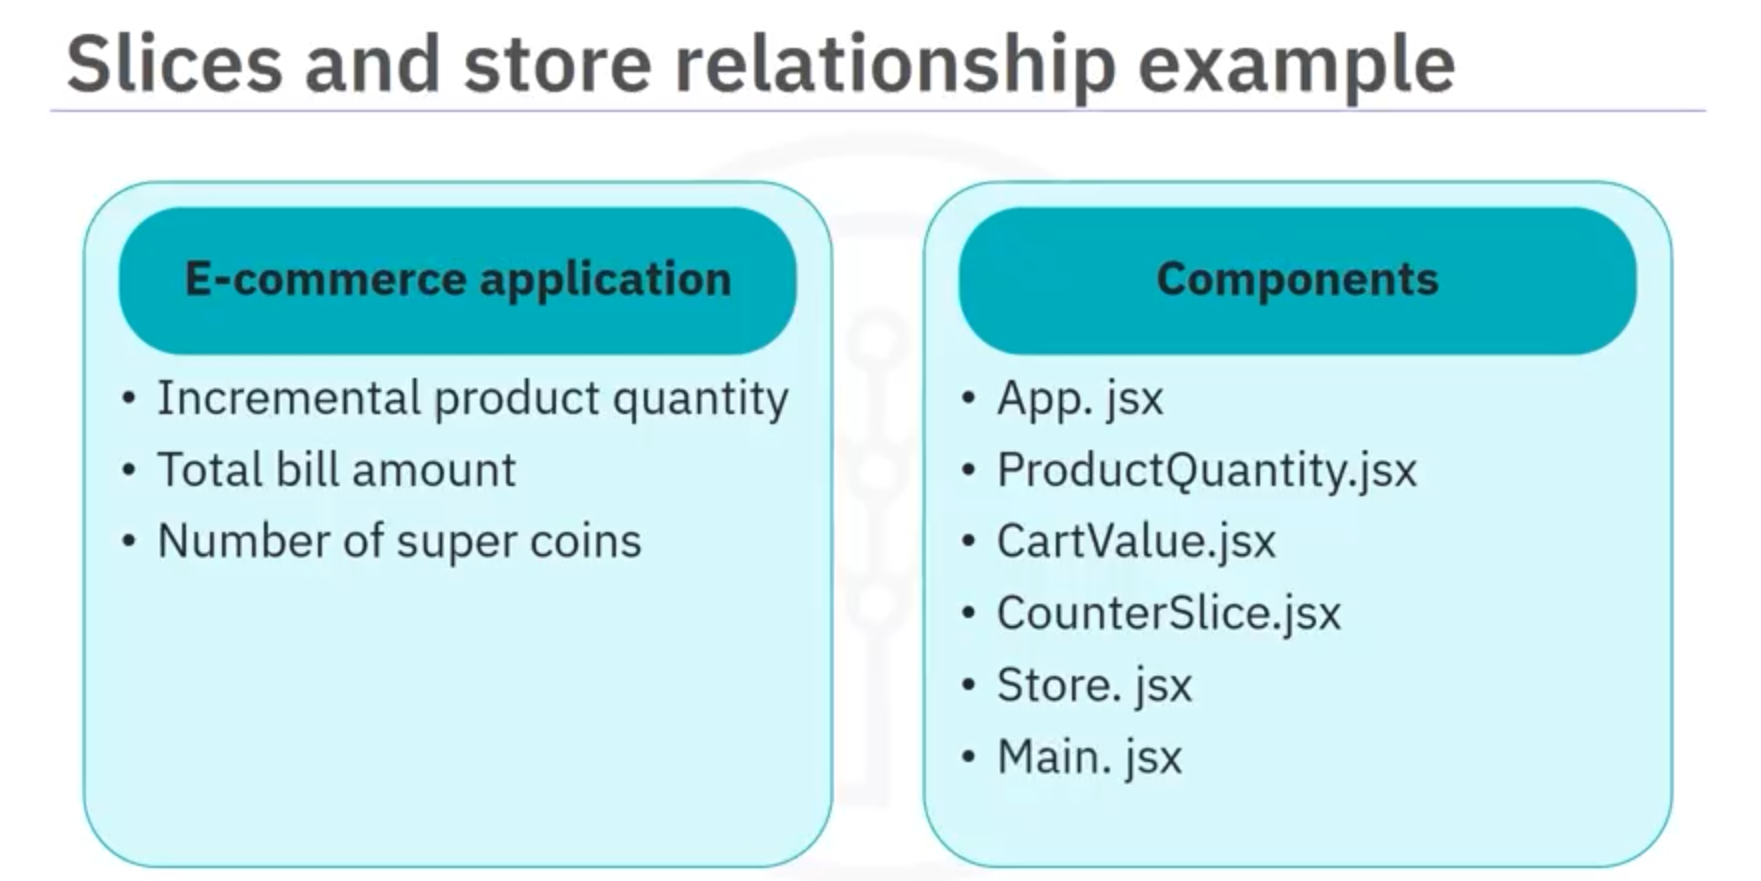 Slices and store relationship example
E-commerce application
• Incremental product quantity
• Total bill amount
• Number of super coins
Components
• App. jsx
• ProductQuantity.jsx
• CartValue.jsx
• CounterSlice.jsx
• Store. jsx
• Main. jsx